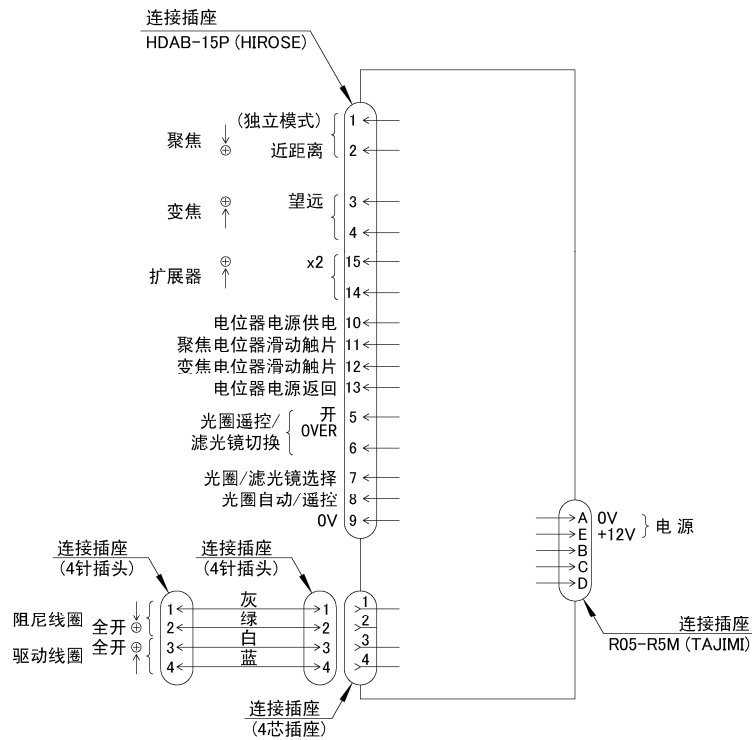 连接插座
HDAB-15P (HIROSE)
聚焦
(独立模式)
1
近距离
2
变焦
望远
3
4
扩展器
x2
15
14
电位器电源供电 10
聚焦电位器滑动触片 11
变焦电位器滑动触片 12
电位器电源返回 13
光圈遥控/
滤光镜切换
开
OVER
5
6
光圈/滤光镜选择 7
光圈自动/遥控 8
0V 9
A 0V
E +12V
电源
B
C
D
连接插座
R05-R5M (TAJIMI)
连接插座
(4针插头)
连接插座
(4针插头)
阻尼线圈
全开
驱动线圈
全开
1 灰 1 1
2 绿 2 2
3 白 3 3
4 蓝 4 4
连接插座
(4芯插座)